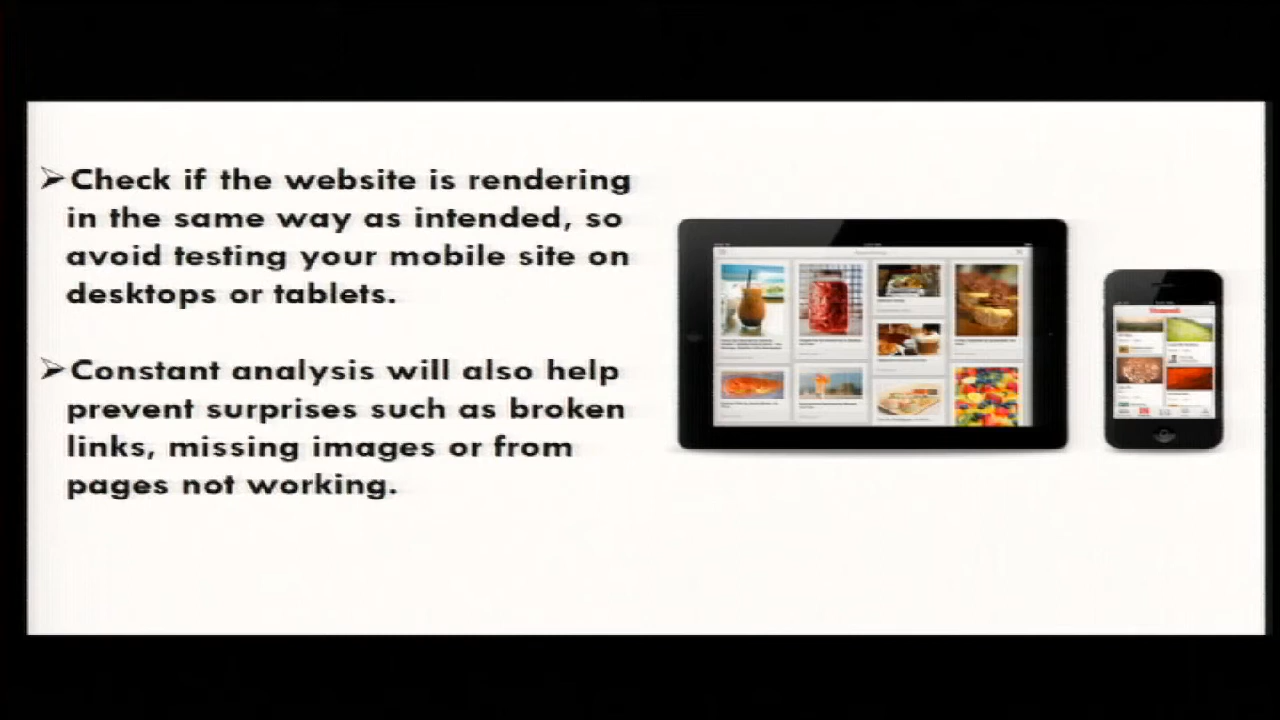 ➢Check if the website is rendering
in the same way as intended, so
avoid testing your mobile site on
desktops or tablets.
➢Constant analysis will also help
prevent surprises such as broken
links, missing images or from
pages not working.